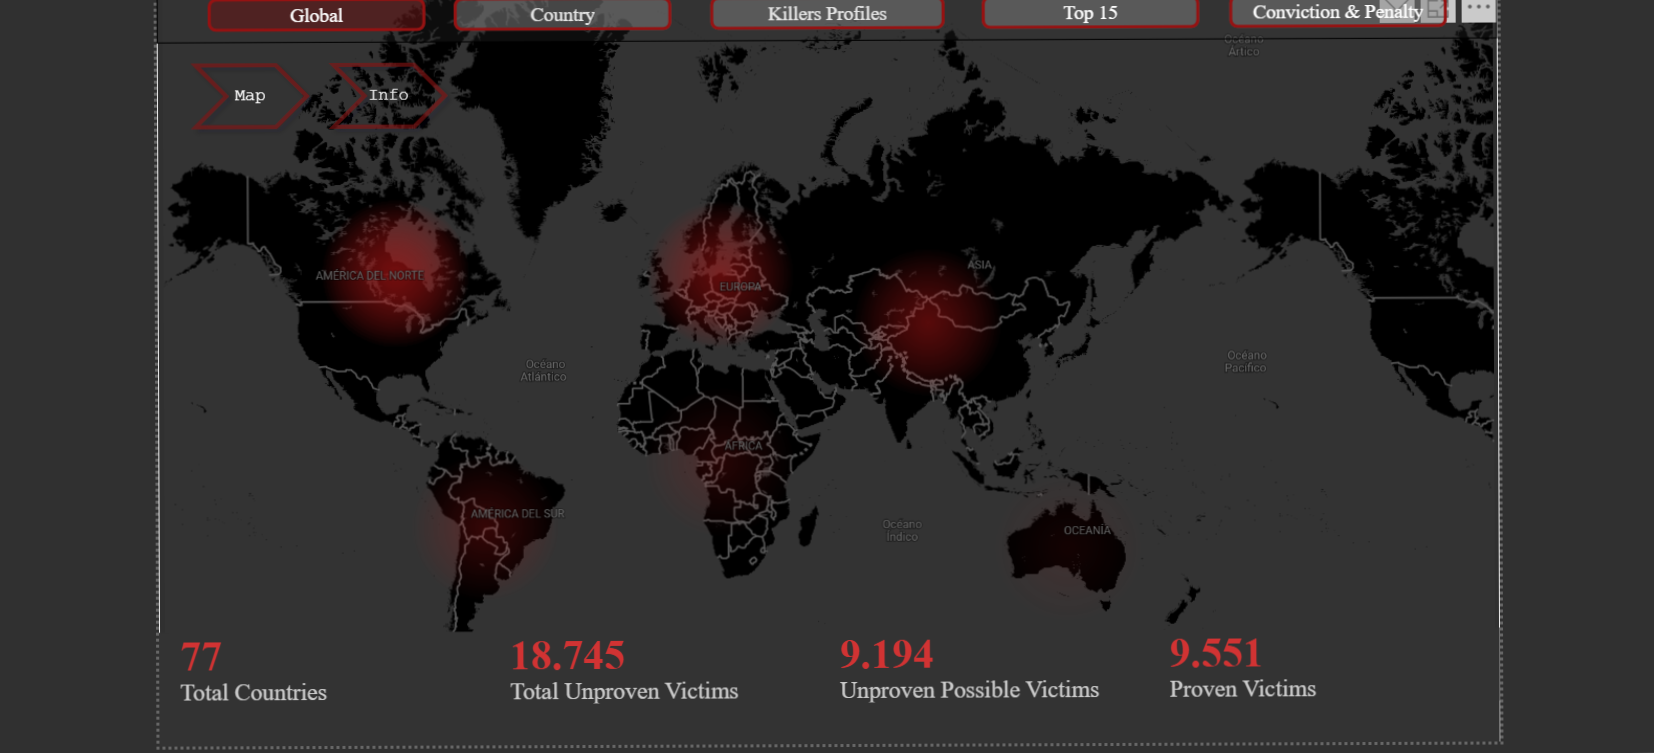 Global
Country
Killers Profiles
Top 15
Conviction & Penalty
Océano
Ártico
Map
Info
AMÉRICA DEL NORTE
ASIA
EUROPA
Océano
Atlántico
Océano
Pacífico
ÁFRICA
AMÉRICA DEL SUR
Océano
Índico
OCEANÍA
77
Total Countries
18.745
Total Unproven Victims
9.194
Unproven Possible Victims
9.551
Proven Victims